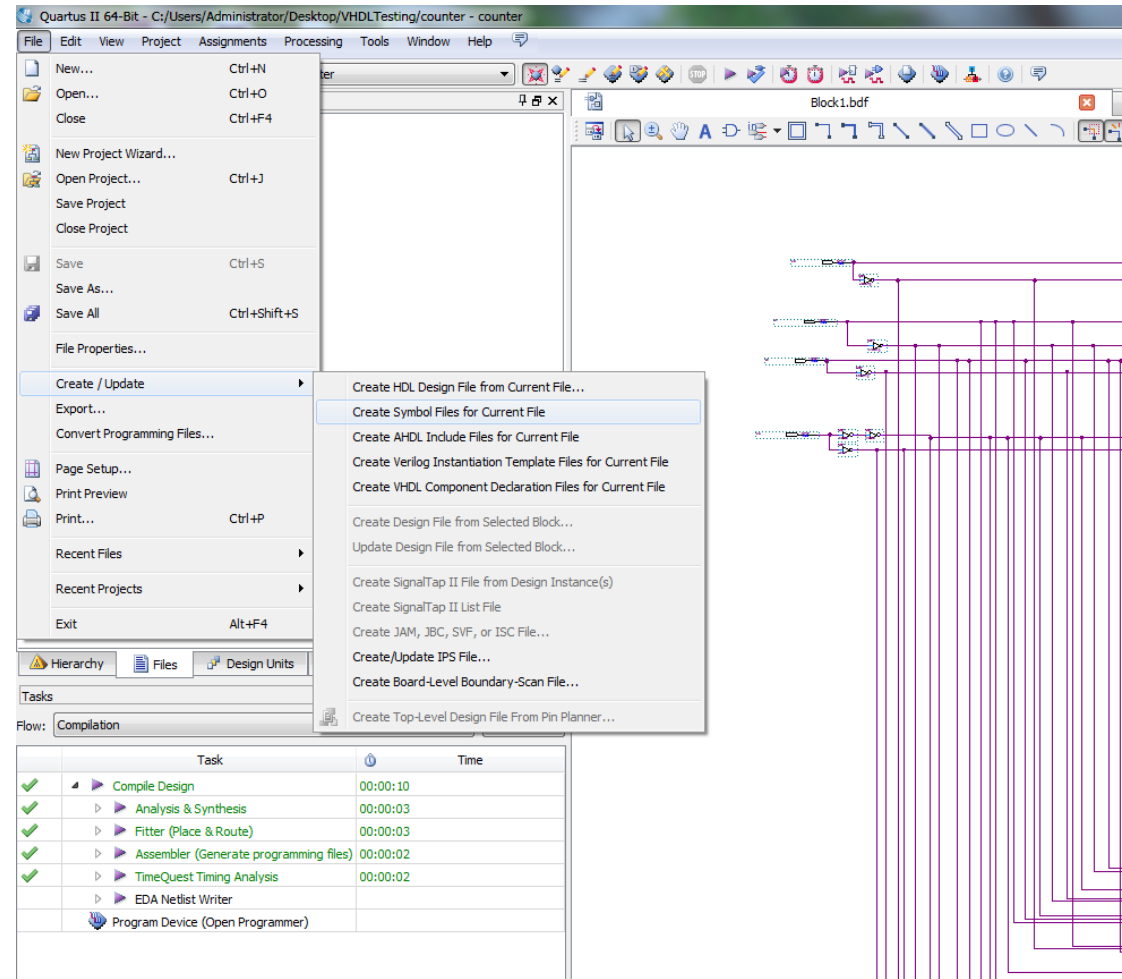 Quartus II 64-Bit - C:/Users/Administrator/Desktop/VHDLTesting/counter - counter
File Edit View Project Assignments Processing Tools Window Help
New... Ctrl+N
Open... Ctrl+O
Close Ctrl+F4
New Project Wizard...
Open Project... Ctrl+J
Save Project
Close Project
Save Ctrl+S
Save As...
Save All Ctrl+Shift+S
File Properties...
Create / Update
Export...
Convert Programming Files...
Page Setup...
Print Preview
Print... Ctrl+P
Recent Files
Recent Projects
Exit Alt+F4
ter
STOP
Block1.bdf
A
Create HDL Design File from Current File...
Create Symbol Files for Current File
Create AHDL Include Files for Current File
Create Verilog Instantiation Template Files for Current File
Create VHDL Component Declaration Files for Current File
Create Design File from Selected Block...
Update Design File from Selected Block...
Create SignalTap II File from Design Instance(s)
Create SignalTap II List File
Create JAM, JBC, SVF, or ISC File...
Create/Update IPS File...
Create Board-Level Boundary-Scan File...
Create Top-Level Design File From Pin Planner...
Hierarchy Files Design Units
Tasks
Flow: Compilation
Task Time
Compile Design 00:00:10
Analysis & Synthesis 00:00:03
Fitter (Place & Route) 00:00:03
Assembler (Generate programming files) 00:00:02
TimeQuest Timing Analysis 00:00:02
EDA Netlist Writer
Program Device (Open Programmer)